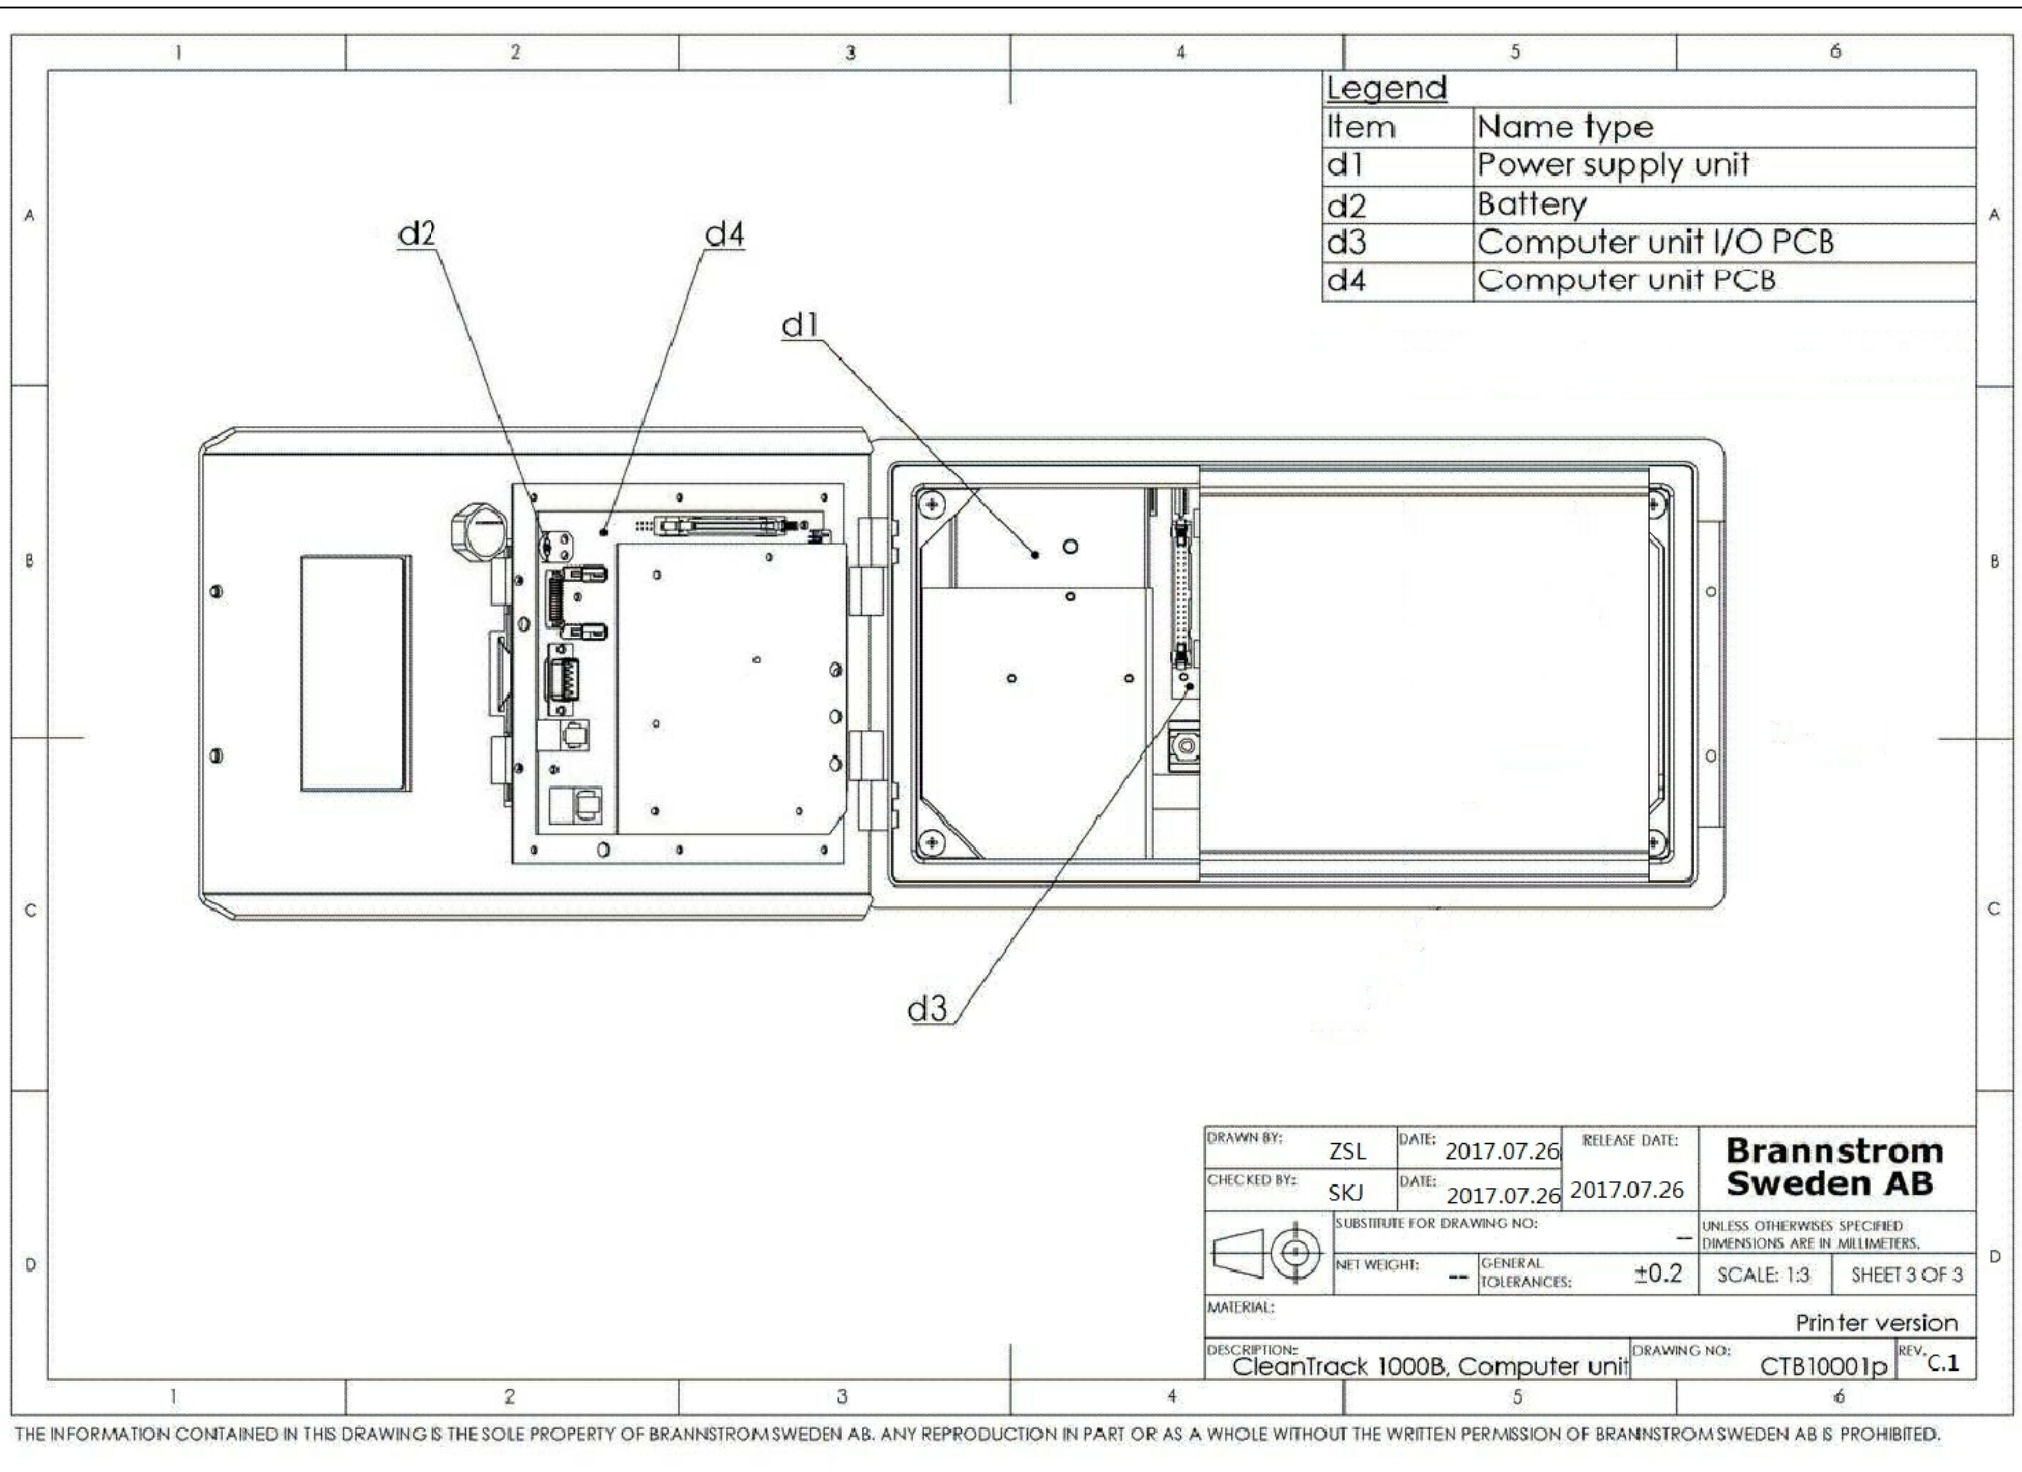 1 2 3 4 5 6
Legend
Item Name type
d1 Power supply unit
d2 Battery
d3 Computer unit I/O PCB
d4 Computer unit PCB
A A
d2 d4
d1
B B
C C
d3
DRAWN BY: ZSL DATE: 2017.07.26 RELEASE DATE:
Brannstrom
Sweden AB
CHECKED BY: SKJ DATE: 2017.07.26 2017.07.26
SUBSTITUTE FOR DRAWING NO: --
UNLESS OTHERWISES SPECIFIED
DIMENSIONS ARE IN MILLIMETERS.
D D
NET WEIGHT: -- GENERAL
TOLERANCES: ±0.2 SCALE: 1:3 SHEET 3 OF 3
MATERIAL:
Printer version
DESCRIPTION: DRAWING NO: REV.
CleanTrack 1000B, Computer unit CTB10001p C.1
1 2 3 4 5 6
THE INFORMATION CONTAINED IN THIS DRAWING IS THE SOLE PROPERTY OF BRANNSTROM SWEDEN AB. ANY REPRODUCTION IN PART OR AS A WHOLE WITHOUT THE WRITTEN PERMISSION OF BRANNSTROM SWEDEN AB IS PROHIBITED.